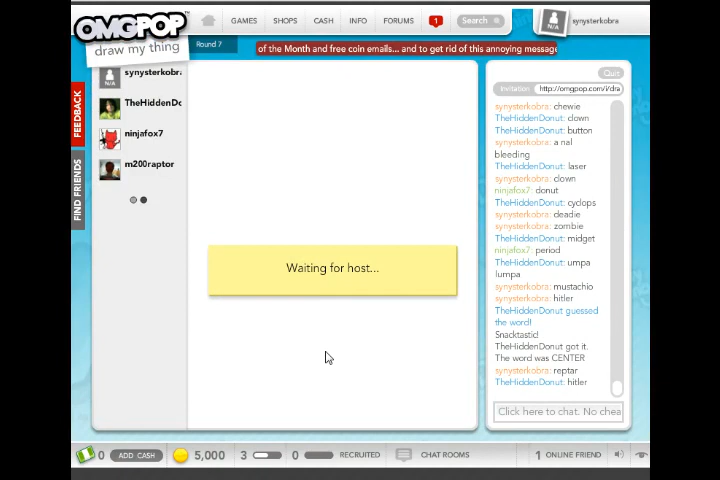 OMGPOP™
draw my thing
GAMES
SHOPS
CASH
INFO
FORUMS
1
Search
N/A
synysterkobra
Round 7
of the Month and free coin emails... and to get rid of this annoying message
FEEDBACK
FIND FRIENDS
N/A
synysterkobra
TheHiddenDo
ninjafox7
m200raptor
Waiting for host...
Quit
Invitation
http://omgpop.com/i/dra
synysterkobra: chewie
TheHiddenDonut: clown
TheHiddenDonut: button
synysterkobra: a nal
bleeding
TheHiddenDonut: laser
synysterkobra: clown
ninjafox7: donut
TheHiddenDonut: cyclops
synysterkobra: deadie
synysterkobra: zombie
TheHiddenDonut: midget
ninjafox7: period
TheHiddenDonut: umpa
lumpa
synysterkobra: mustachio
synysterkobra: hitler
TheHiddenDonut guessed
the word!
Snacktastic!
TheHiddenDonut got it.
The word was CENTER
synysterkobra: reptar
TheHiddenDonut: hitler
Click here to chat. No chea
0
ADD CASH
5,000
3
0
RECRUITED
CHAT ROOMS
1 ONLINE FRIEND